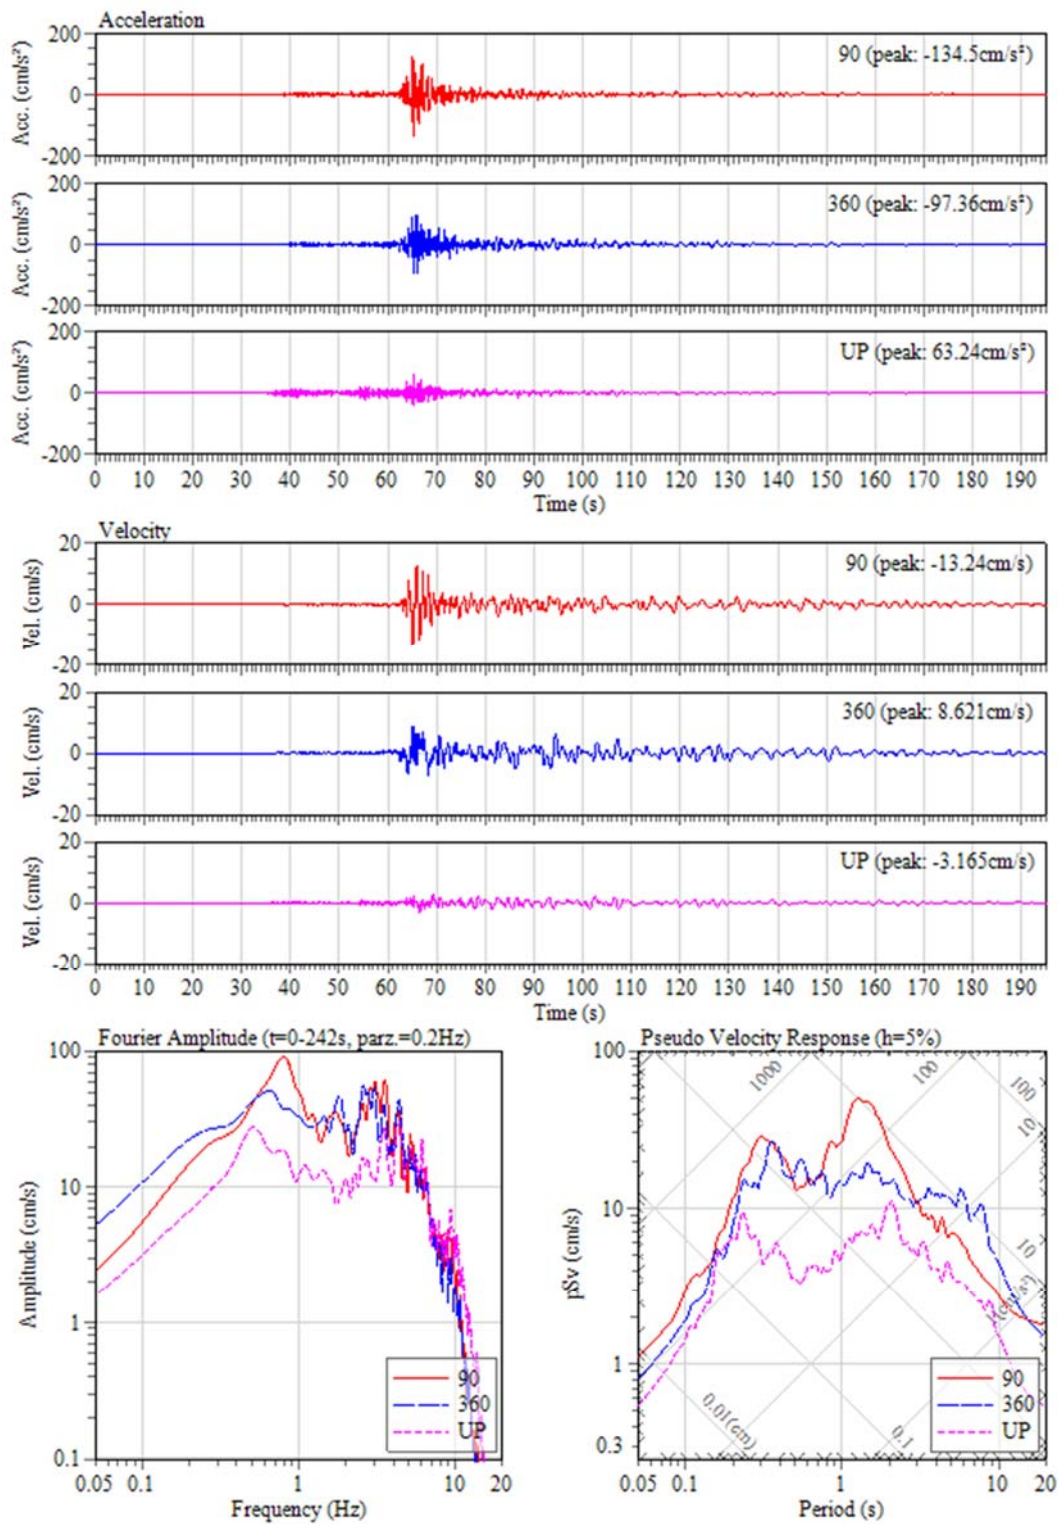 Acceleration
200
0
-200
Acc. (cm/s²)
90 (peak: -134.5cm/s²)
200
0
-200
Acc. (cm/s²)
360 (peak: -97.36cm/s²)
200
0
-200
Acc. (cm/s²)
UP (peak: 63.24cm/s²)
0 10 20 30 40 50 60 70 80 90 100 110 120 130 140 150 160 170 180 190
Time (s)
Velocity
20
0
-20
Vel. (cm/s)
90 (peak: -13.24cm/s)
20
0
-20
Vel. (cm/s)
360 (peak: 8.621cm/s)
20
0
-20
Vel. (cm/s)
UP (peak: -3.165cm/s)
0 10 20 30 40 50 60 70 80 90 100 110 120 130 140 150 160 170 180 190
Time (s)
Fourier Amplitude (t=0-242s, parz.=0.2Hz)
100
10
1
0.1
Amplitude (cm/s)
90
360
UP
0.05 0.1 1 10 20
Frequency (Hz)
Pseudo Velocity Response (h=5%)
100
10
1
0.3
pSv (cm/s)
1000
100
100
10
10
1(cm/s²)
0.01(cm)
0.1
90
360
UP
0.05 0.1 1 10 20
Period (s)